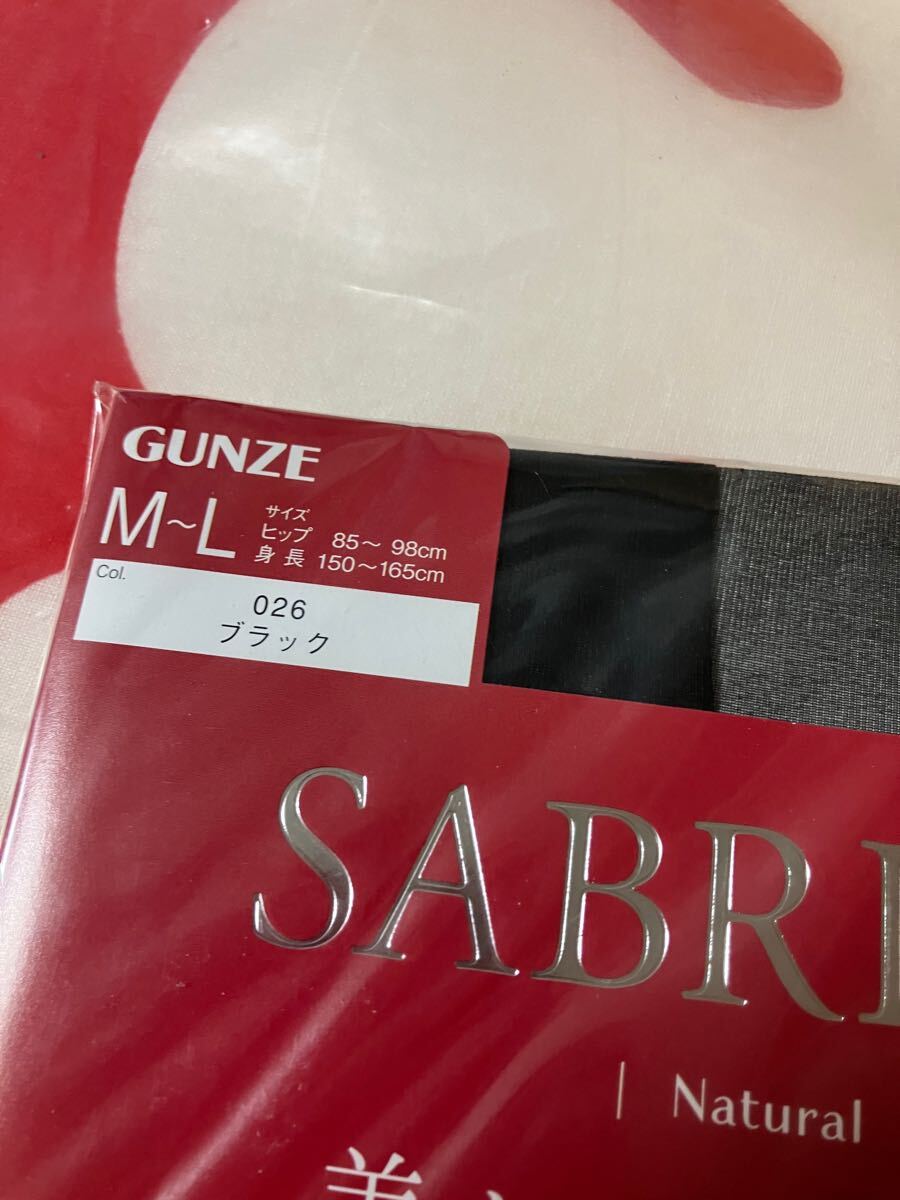 GUNZE
M~L
サイズ
ヒップ 85~ 98cm
身長 150~165cm
Col.
026
ブラック
SABRI
| Natural
美